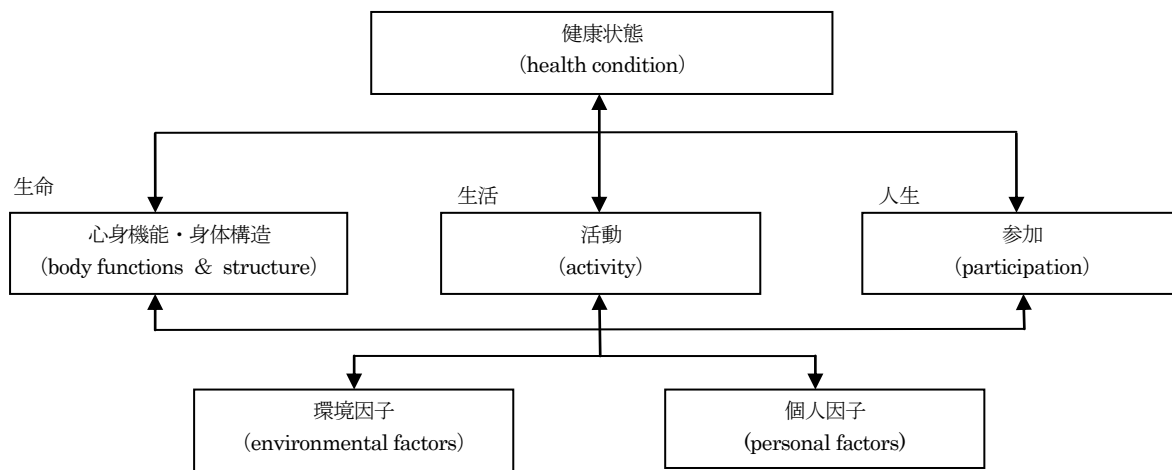 健康状態
(health condition)
生命
生活
人生
心身機能・身体構造
(body functions ＆ structure)
活動
(activity)
参加
(participation)
環境因子
(environmental factors)
個人因子
(personal factors)